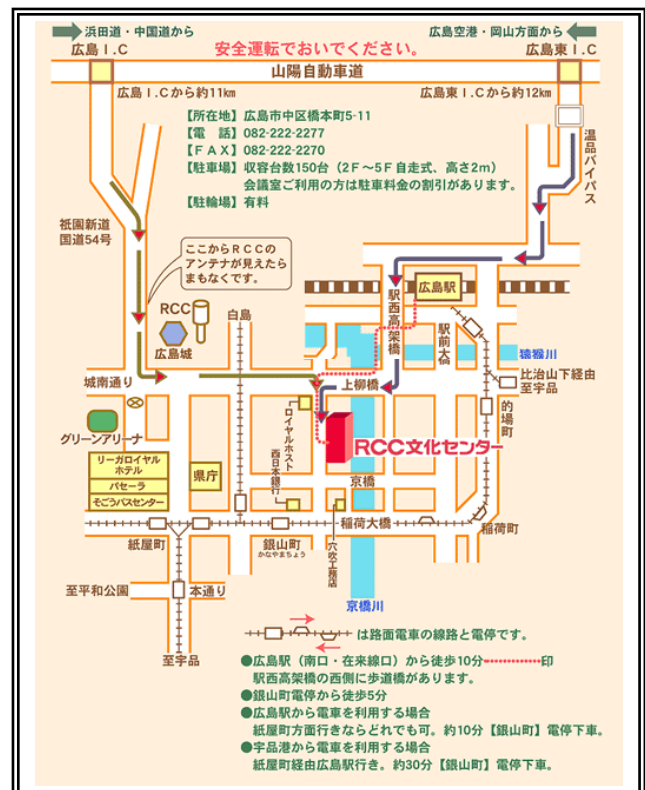 浜田道・中国道から
広島空港・岡山方面から
広島I.C
安全運転でおいでください。
広島東I.C
山陽自動車道
広島I.Cから約11km
広島東I.Cから約12km
【所在地】広島市中区橋本町5-11
【電　話】082-222-2277
【ＦＡＸ】082-222-2270
【駐車場】収容台数150台（2F～5F自走式、高さ2m）
会議室ご利用の方は駐車料金の割引があります。
【駐輪場】有料
温品バイパス
祇園新道
国道54号
ここからRCCの
アンテナが見えたら
まもなくです。
広島駅
駅西高架橋
駅前大橋
RCC
広島城
白島
猿猴川
城南通り
上柳橋
比治山下経由
至宇品
的場町
グリーンアリーナ
ロイヤルホスト
RCC文化センター
リーガロイヤル
ホテル
パセーラ
そごうバスセンター
県庁
西日本銀行
京橋
紙屋町
銀山町
かなやまちょう
穴吹工務店
稲荷大橋
稲荷町
至平和公園
本通り
京橋川
至宇品
は路面電車の線路と電停です。
●広島駅（南口・在来線口）から徒歩10分 印
駅西高架橋の西側に歩道橋があります。
●銀山町電停から徒歩5分
●広島駅から電車を利用する場合
紙屋町方面行きならどれでも可。約10分【銀山町】電停下車。
●宇品港から電車を利用する場合
紙屋町経由広島駅行き。約30分【銀山町】電停下車。